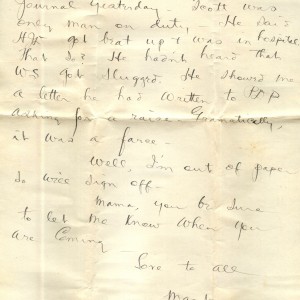 Journal yesterday. Scott was
only man on duty. He said
got beat up & was in hospital.
That so? He hadn't heard that
W.S. got slugged. He showed me
a letter he had written to
asking for a raise Gramatically,
it was a farce.
Well, I'm out of paper
so will sign off.
Mama, you be sure
to let me know when you
are coming
Love to all